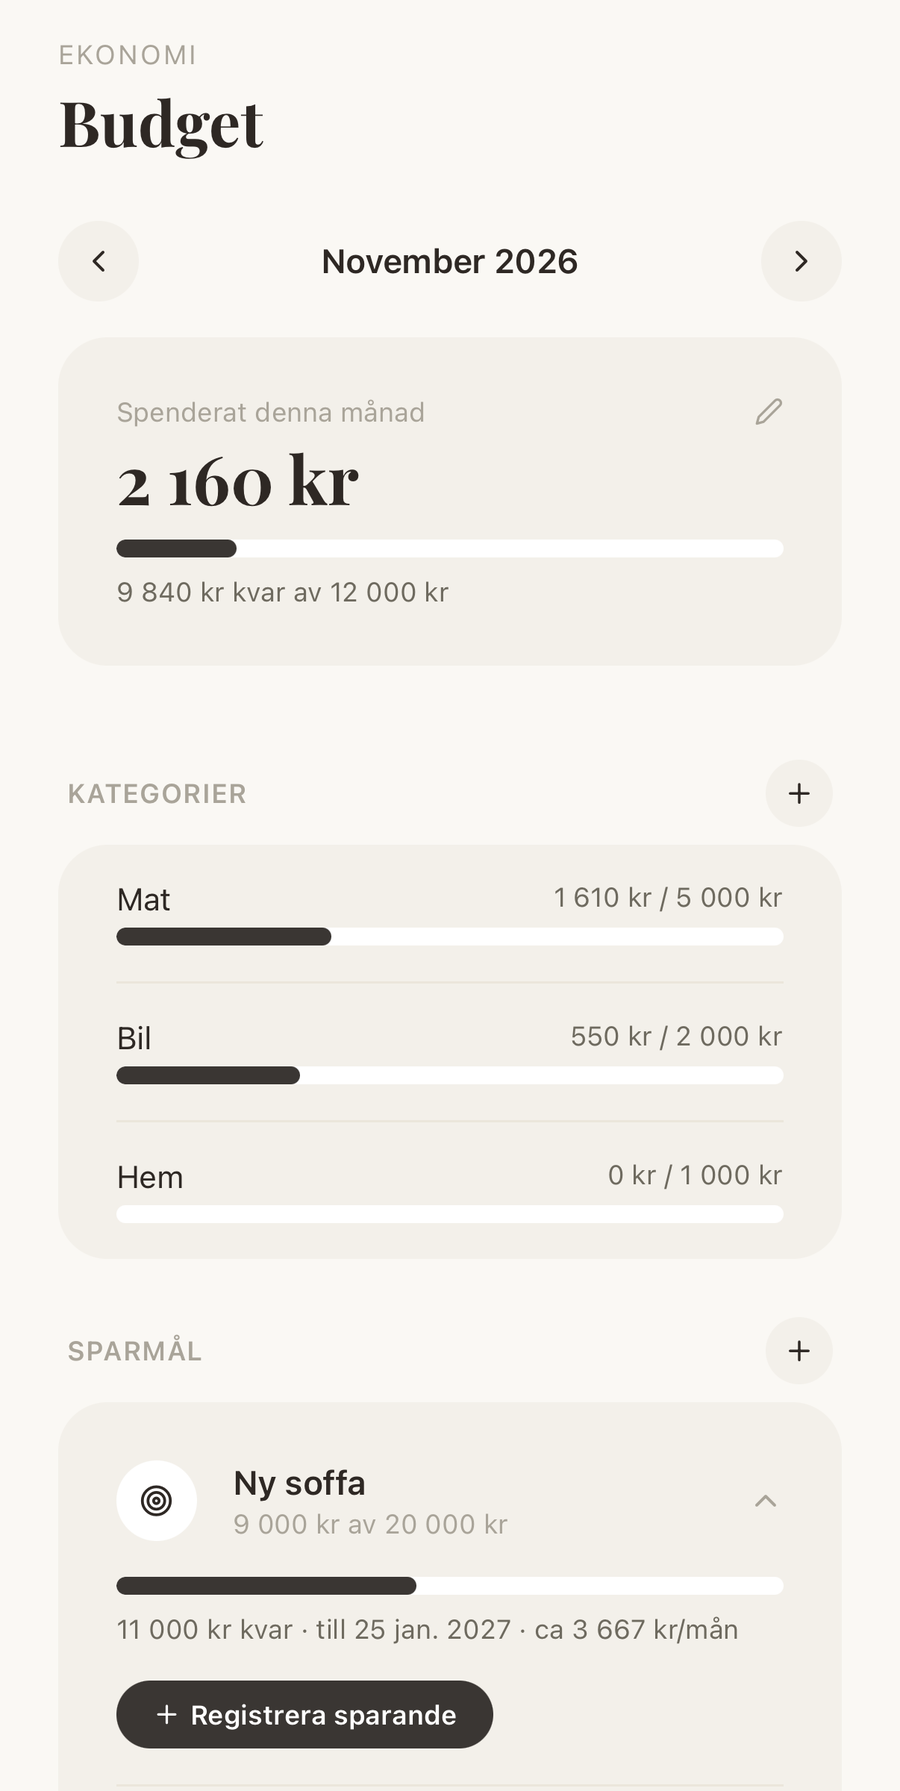 EKONOMI
Budget
November 2026
Spenderat denna månad
2 160 kr
9 840 kr kvar av 12 000 kr
KATEGORIER
Mat 1 610 kr / 5 000 kr
Bil 550 kr / 2 000 kr
Hem 0 kr / 1 000 kr
SPARMÅL
Ny soffa
9 000 kr av 20 000 kr
11 000 kr kvar · till 25 jan. 2027 · ca 3 667 kr/mån
+ Registrera sparande